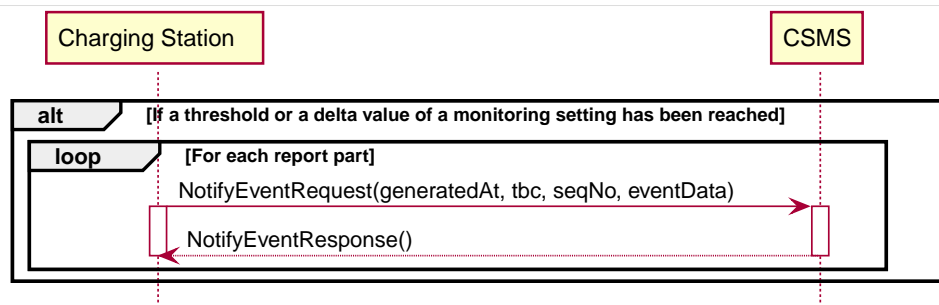 Charging Station
CSMS
alt
[If a threshold or a delta value of a monitoring setting has been reached]
loop
[For each report part]
NotifyEventRequest(generatedAt, tbc, seqNo, eventData)
NotifyEventResponse()